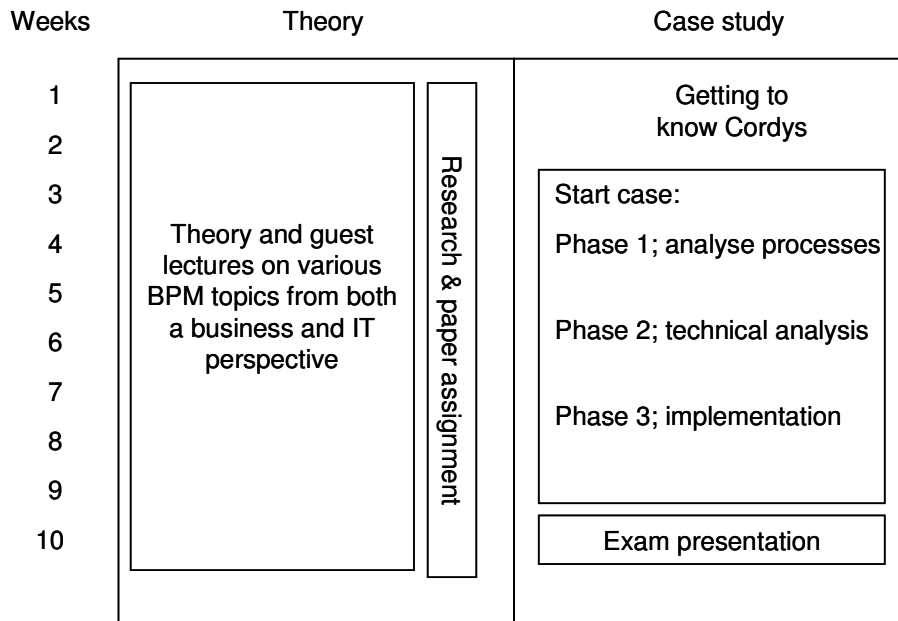 Weeks Theory Case study
1
2
3
4
5
6
7
8
9
10
Theory and guest
lectures on various
BPM topics from both
a business and IT
perspective
Research & paper assignment
Getting to
know Cordys
Start case:
Phase 1; analyse processes
Phase 2; technical analysis
Phase 3; implementation
Exam presentation